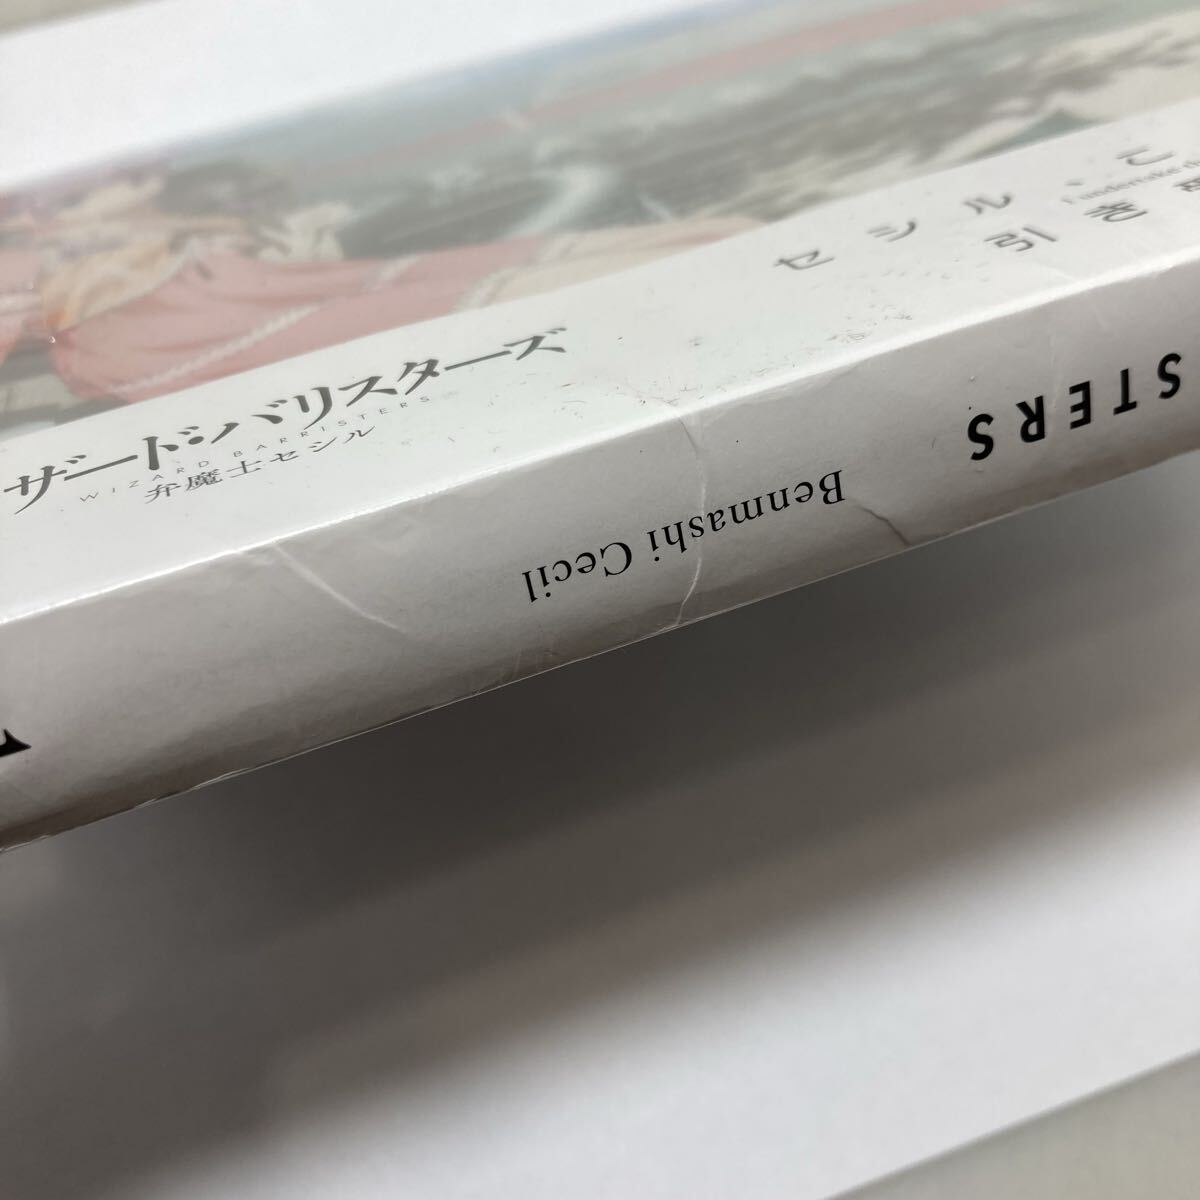 セシル、こ
引き
ザード・バリスターズ
WIZARD BARRISTERS
弁魔士セシル
STERS
Benmashi Cecil